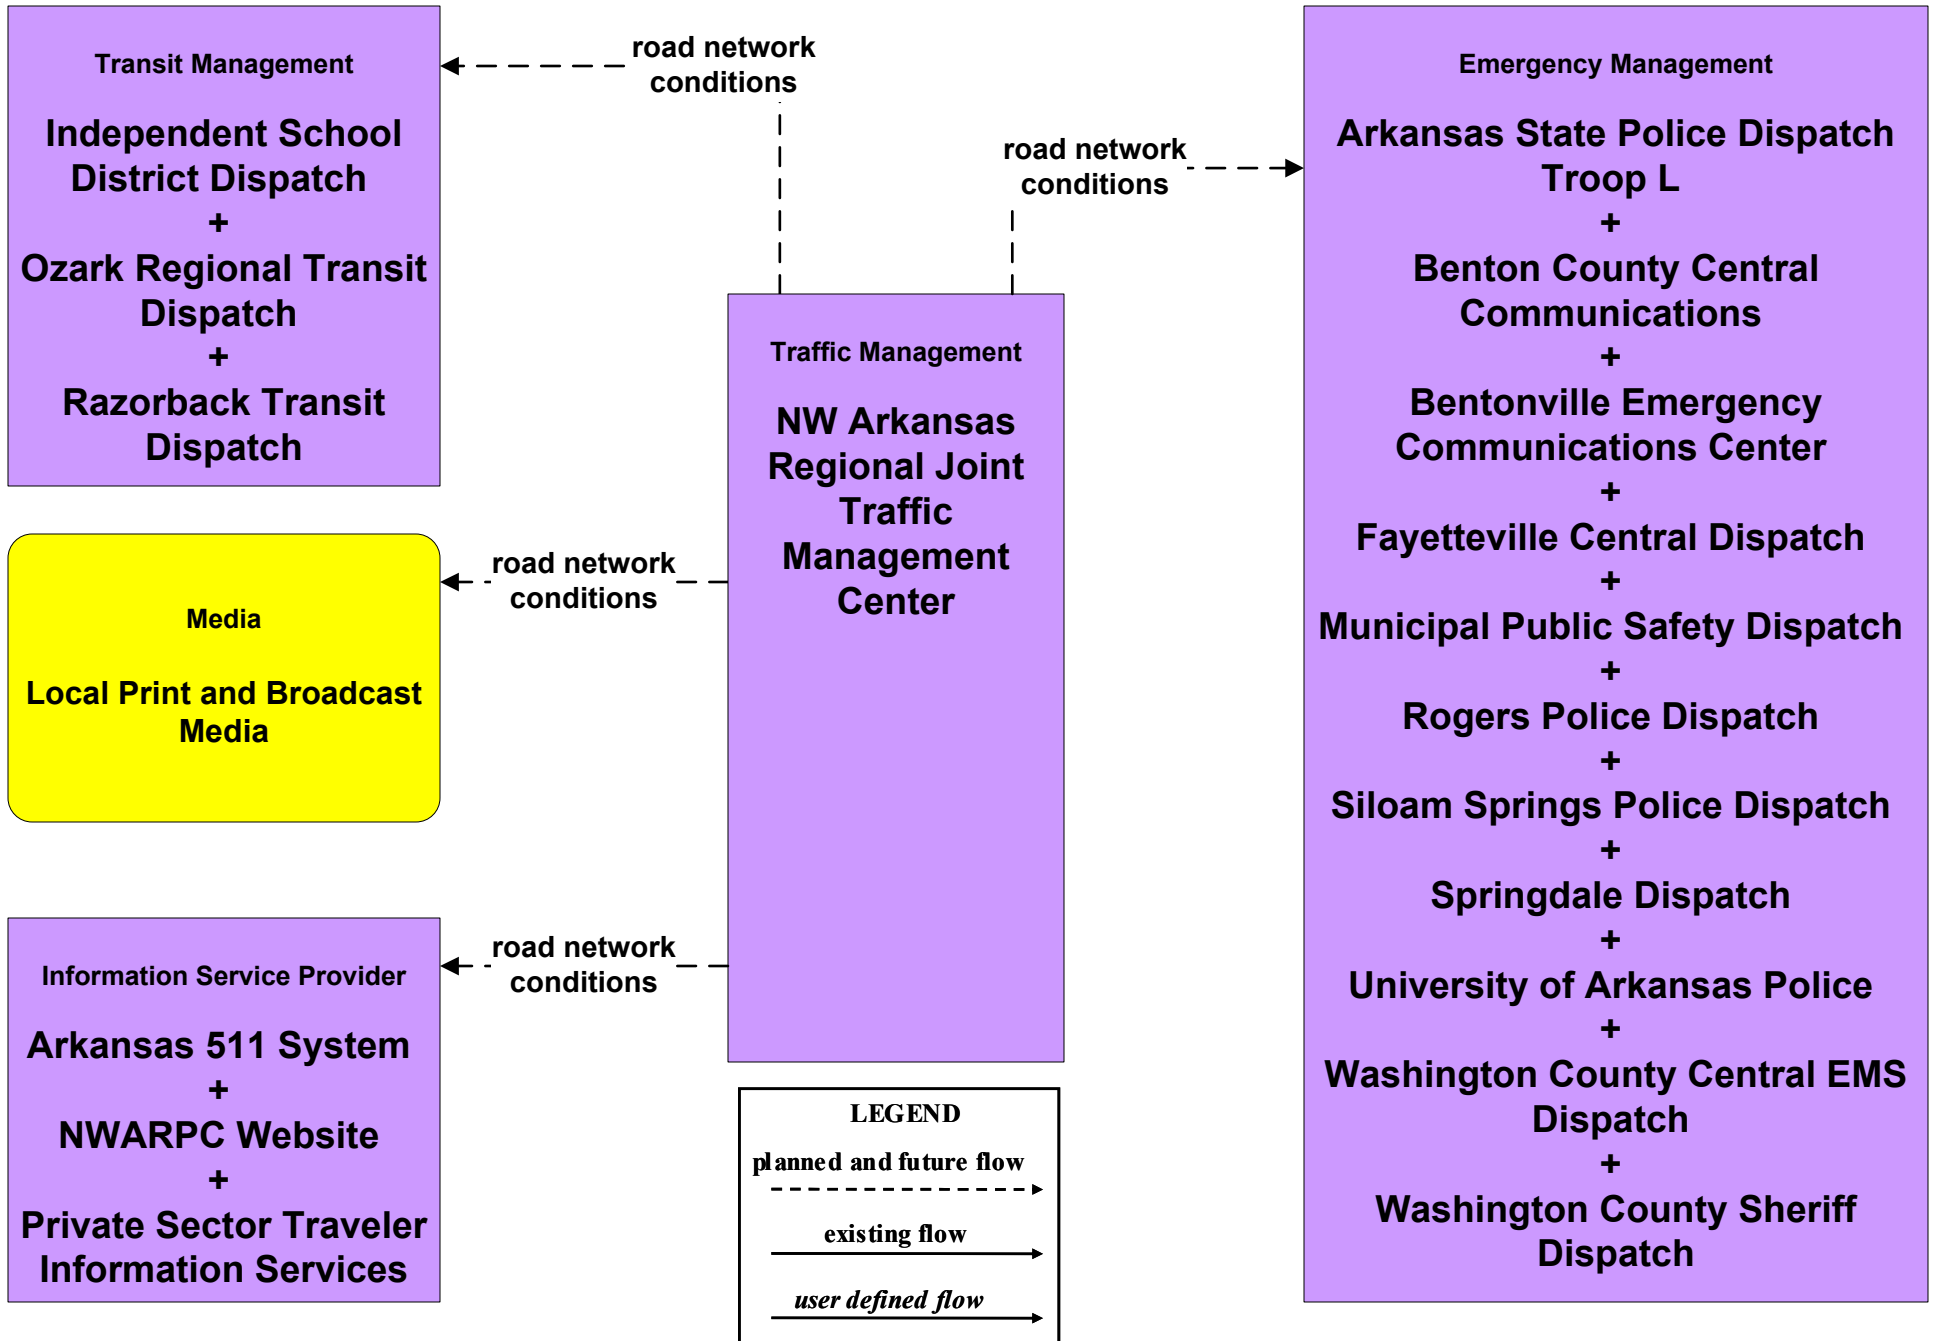 Transit Management
Independent School
District Dispatch
+
Ozark Regional Transit
Dispatch
+
Razorback Transit
Dispatch
road network
conditions
road network
conditions
Emergency Management
Arkansas State Police Dispatch
Troop L
+
Benton County Central
Communications
+
Bentonville Emergency
Communications Center
+
Fayetteville Central Dispatch
+
Municipal Public Safety Dispatch
+
Rogers Police Dispatch
+
Siloam Springs Police Dispatch
+
Springdale Dispatch
+
University of Arkansas Police
+
Washington County Central EMS
Dispatch
+
Washington County Sheriff
Dispatch
Traffic Management
NW Arkansas
Regional Joint
Traffic
Management
Center
road network
conditions
Media
Local Print and Broadcast
Media
road network
conditions
Information Service Provider
Arkansas 511 System
+
NWARPC Website
+
Private Sector Traveler
Information Services
LEGEND
planned and future flow
existing flow
user defined flow